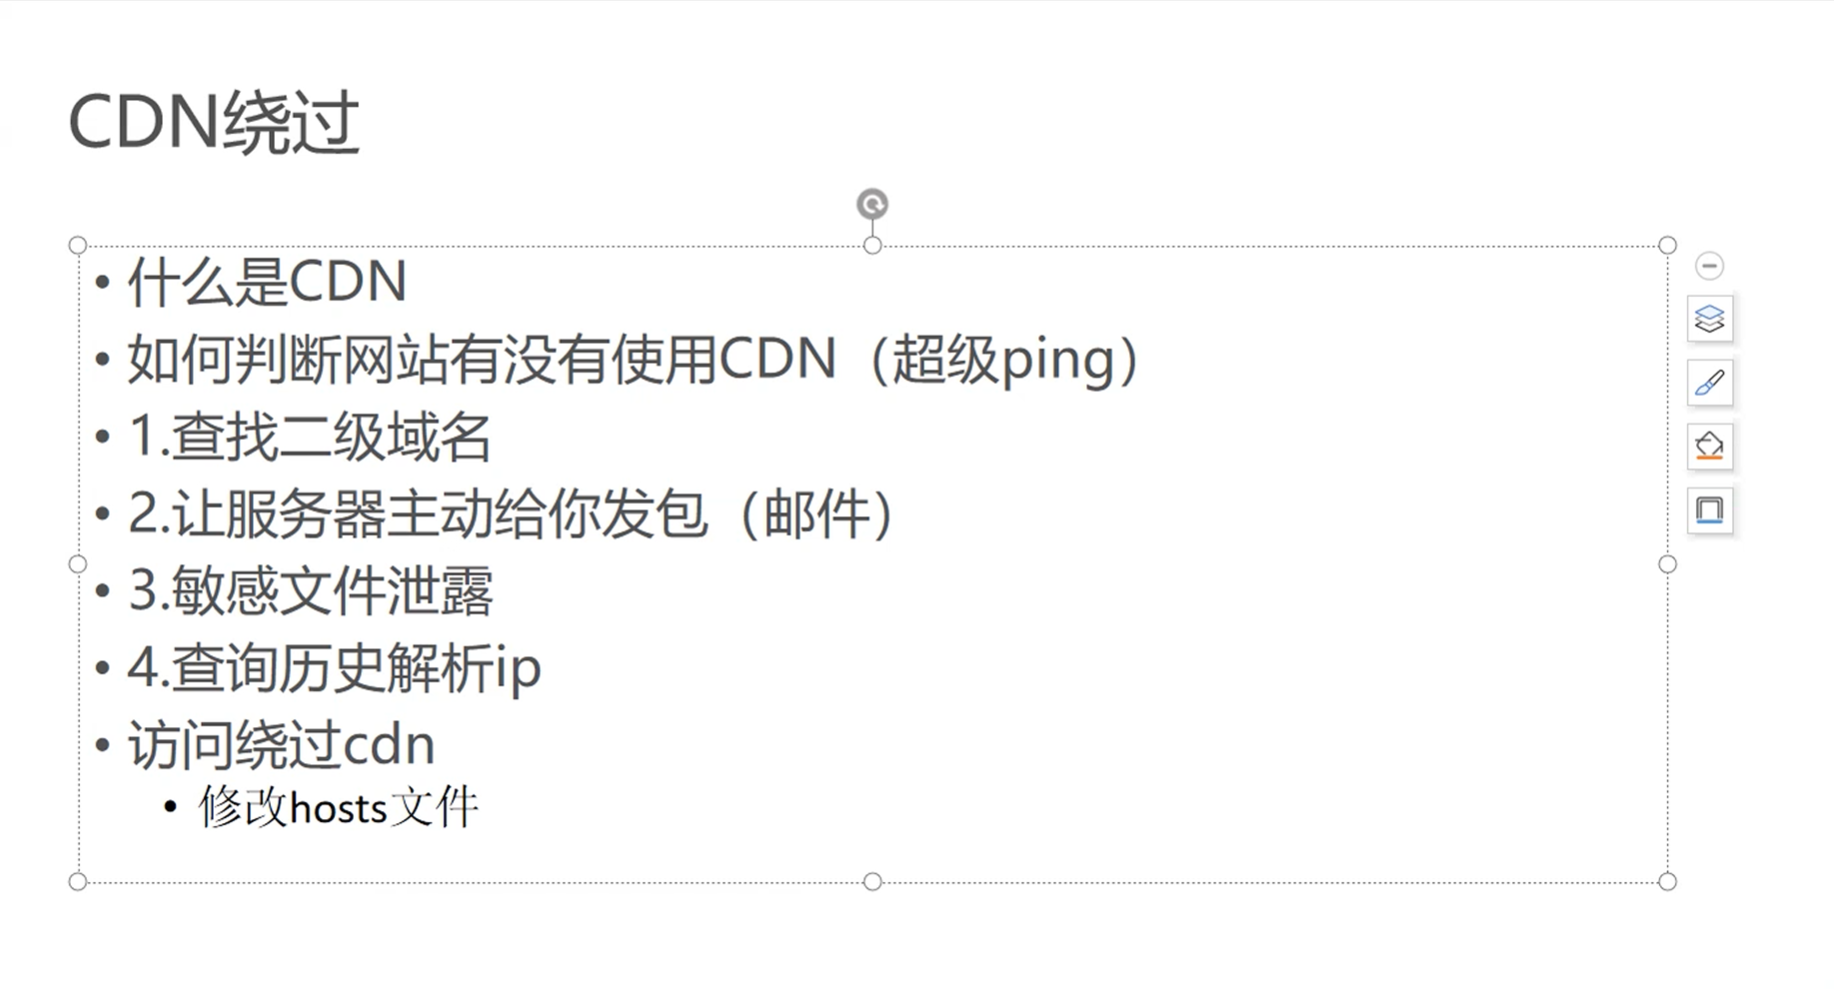 CDN绕过
• 什么是CDN
• 如何判断网站有没有使用CDN（超级ping）
• 1.查找二级域名
• 2.让服务器主动给你发包（邮件）
• 3.敏感文件泄露
• 4.查询历史解析ip
• 访问绕过cdn
• 修改hosts文件